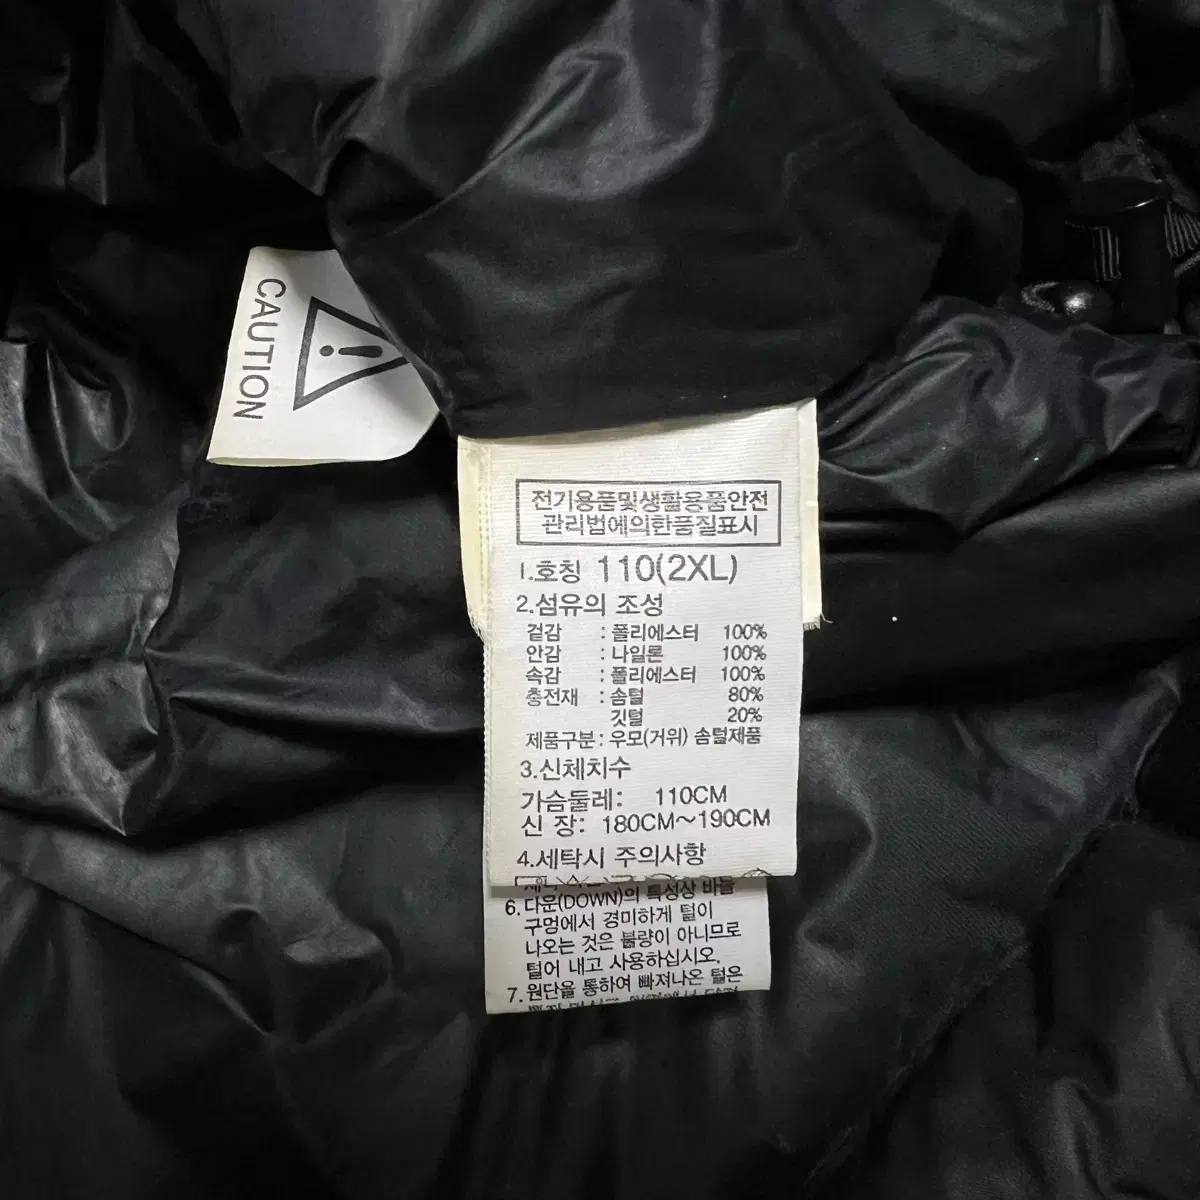 CAUTION
전기용품및생활용품안전
관리법에의한품질표시
1.호칭 110(2XL)
2.섬유의 조성
겉감 : 폴리에스터 100%
안감 : 나일론 100%
속감 : 폴리에스터 100%
충전재 : 솜털 80%
깃털 20%
제품구분 : 우모(거위) 솜털제품
3.신체치수
가슴둘레: 110CM
신 장: 180CM~190CM
4.세탁시 주의사항
6.다운(DOWN)의 특성상 바늘
구멍에서 경미하게 털이
나오는 것은 불량이 아니므로
털어 내고 사용하십시오.
7.원단을 통하여 빠져나온 털은